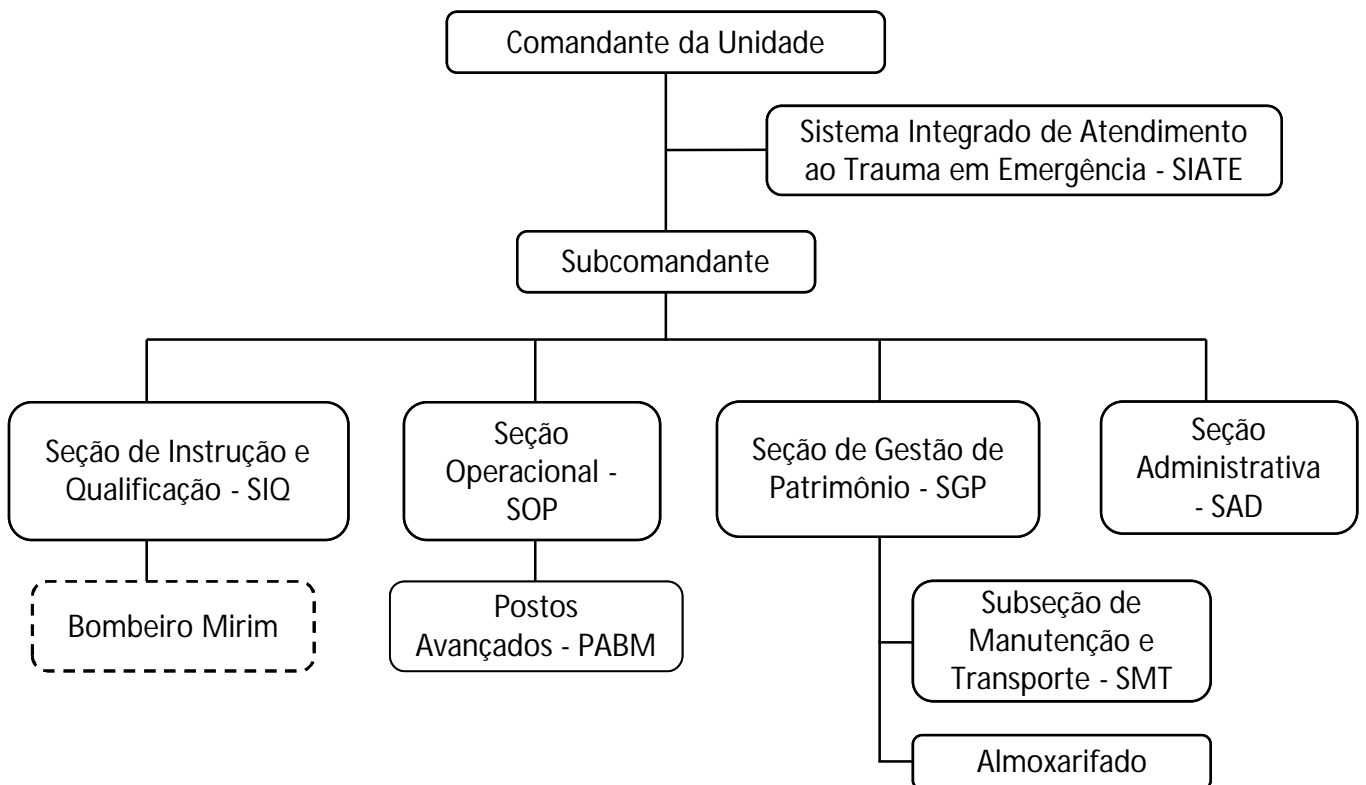 Comandante da Unidade
Sistema Integrado de Atendimento
ao Trauma em Emergência - SIATE
Subcomandante
Seção de Instrução e
Qualificação - SIQ
Seção
Operacional -
SOP
Seção de Gestão de
Patrimônio - SGP
Seção
Administrativa
- SAD
Bombeiro Mirim
Postos
Avançados - PABM
Subseção de
Manutenção e
Transporte - SMT
Almoxarifado